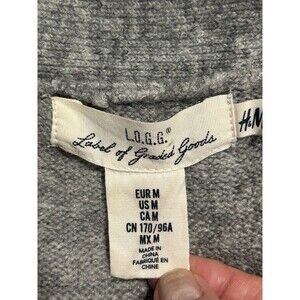 L.O.G.G.®
Label of Graded Goods
H&M
EUR M
US M
CA M
CN 170/96A
MX M
MADE IN
CHINA
FABRIQUÉ EN
CHINE